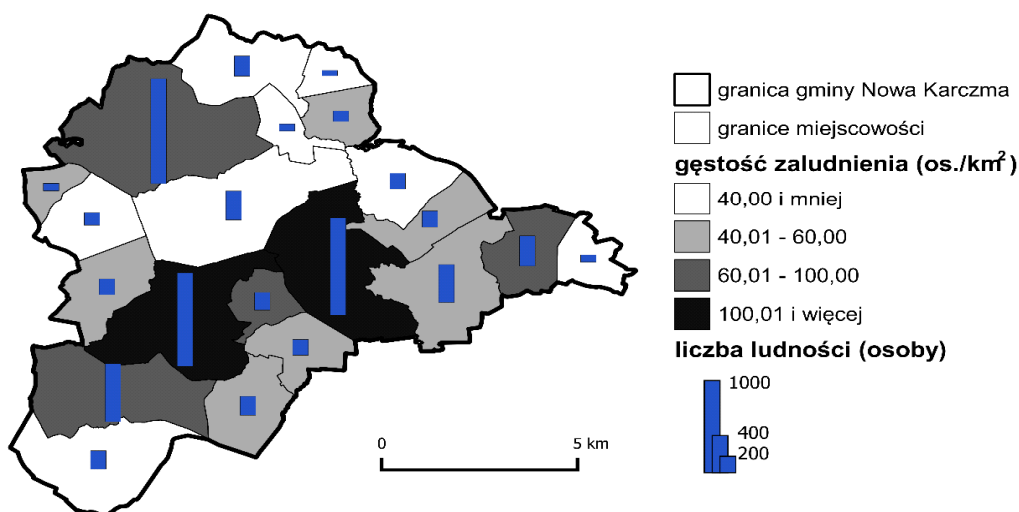 granica gminy Nowa Karczma
granice miejscowości
gęstość zaludnienia (os./km²)
40,00 i mniej
40,01 - 60,00
60,01 - 100,00
100,01 i więcej
liczba ludności (osoby)
1000
400
200
0 5 km